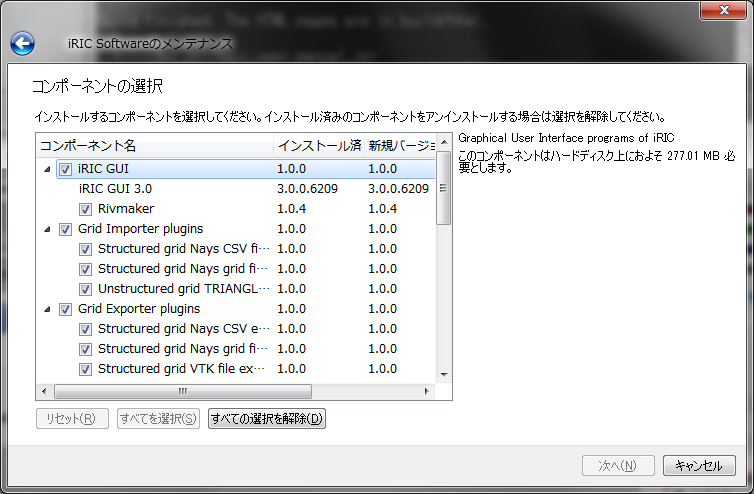 iRIC Softwareのメンテナンス
コンポーネントの選択
インストールするコンポーネントを選択してください。インストール済みのコンポーネントをアンインストールする場合は選択を解除してください。
コンポーネント名 インストール済 新規バージョ
iRIC GUI 1.0.0 1.0.0
iRIC GUI 3.0 3.0.0.6209 3.0.0.6209
Rivmaker 1.0.4 1.0.4
Grid Importer plugins
Structured grid Nays CSV fi… 1.0.0 1.0.0
Structured grid Nays grid fi… 1.0.0 1.0.0
Unstructured grid TRIANGL… 1.0.0 1.0.0
Grid Exporter plugins
Structured grid Nays CSV e… 1.0.0 1.0.0
Structured grid Nays grid fi… 1.0.0 1.0.0
Structured grid VTK file ex… 1.0.0 1.0.0
Graphical User Interface programs of iRIC
このコンポーネントはハードディスク上におよそ 277.01 MB 必
要とします。
リセット(R) すべてを選択(S) すべての選択を解除(D)
次へ(N) キャンセル